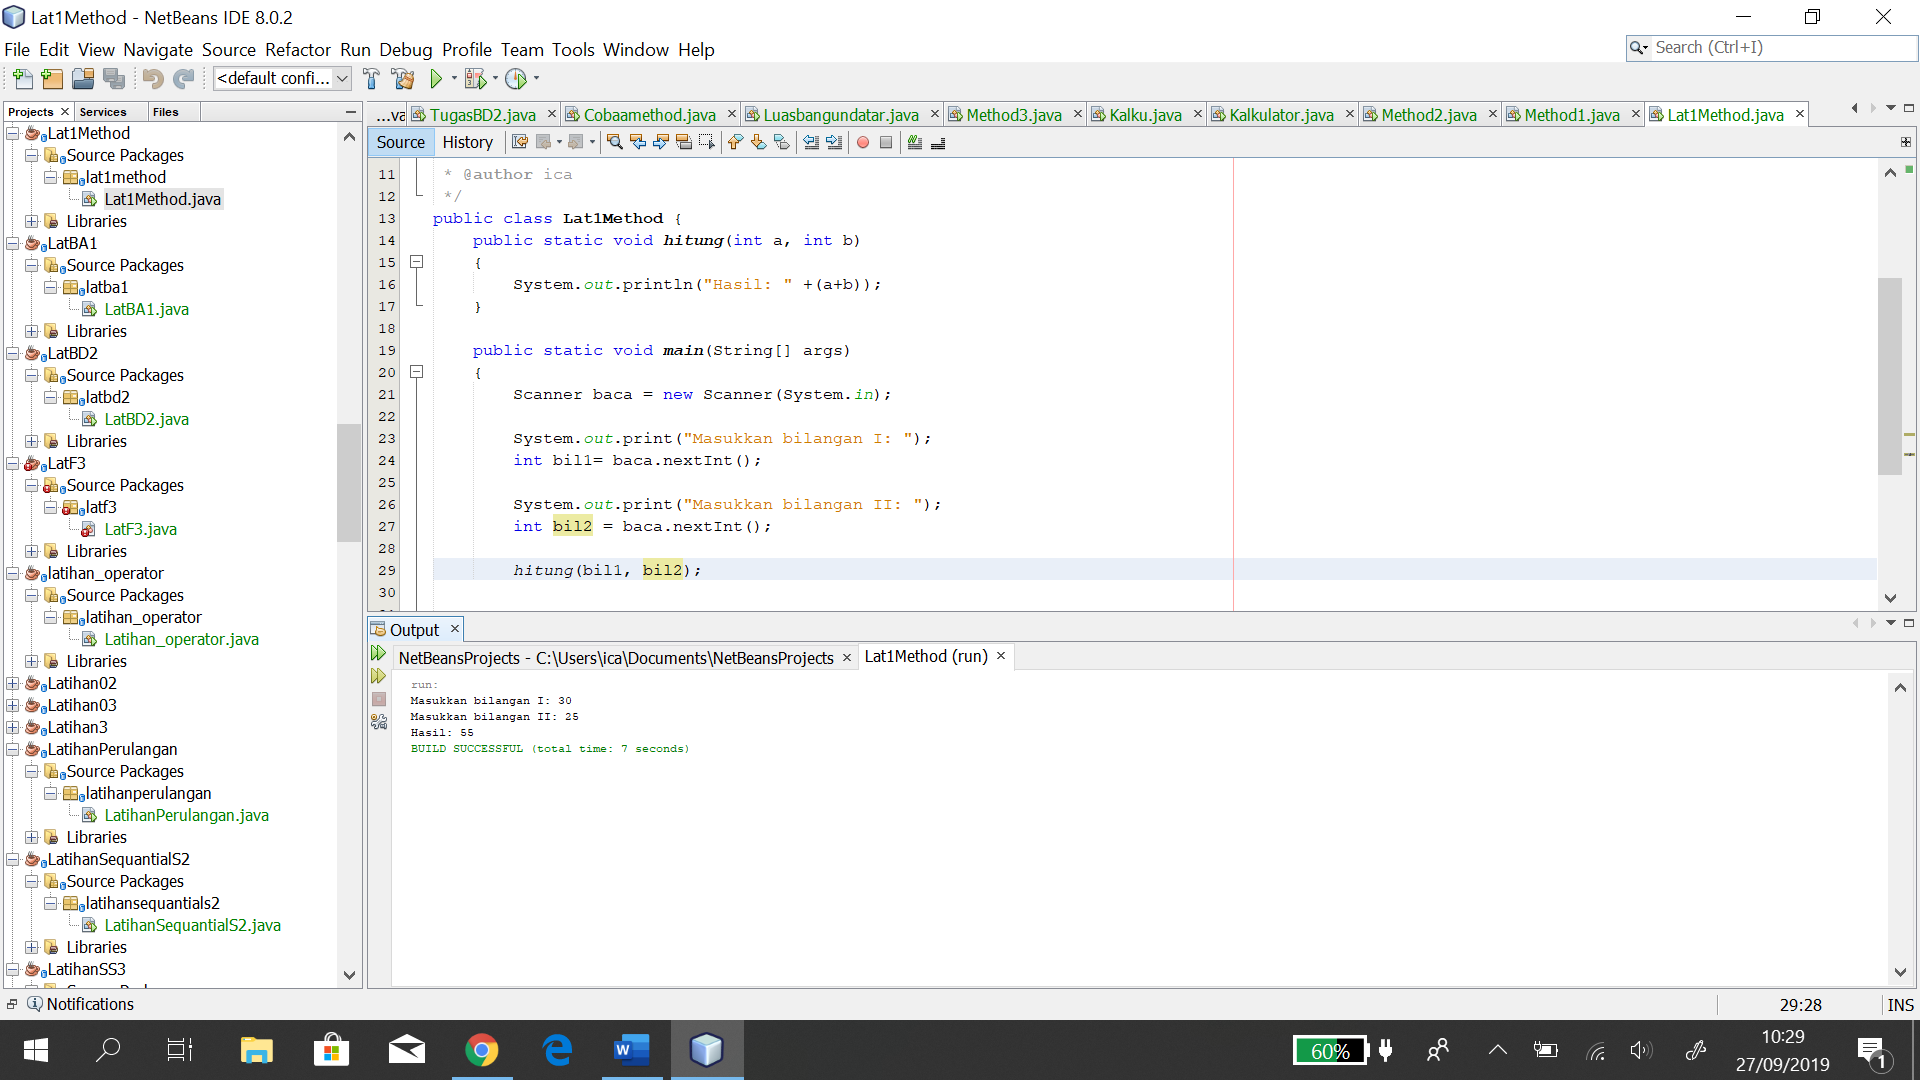 Lat1Method - NetBeans IDE 8.0.2
File Edit View Navigate Source Refactor Run Debug Profile Team Tools Window Help
Search (Ctrl+I)
<default confi...
Projects Services Files
Lat1Method
Source Packages
lat1method
Lat1Method.java
Libraries
LatBA1
Source Packages
latba1
LatBA1.java
Libraries
LatBD2
Source Packages
latbd2
LatBD2.java
Libraries
LatF3
Source Packages
latf3
LatF3.java
Libraries
latihan_operator
Source Packages
latihan_operator
Latihan_operator.java
Libraries
Latihan02
Latihan03
Latihan3
LatihanPerulangan
Source Packages
latihanperulangan
LatihanPerulangan.java
Libraries
LatihanSequantialS2
Source Packages
latihansequantials2
LatihanSequantialS2.java
Libraries
LatihanSS3
...va TugasBD2.java Cobaamethod.java Luasbangundatar.java Method3.java Kalku.java Kalkulator.java Method2.java Method1.java Lat1Method.java
Source History
11 * @author ica
12 */
13 public class Lat1Method {
14 public static void hitung(int a, int b)
15 {
16 System.out.println("Hasil: " +(a+b));
17 }
18
19 public static void main(String[] args)
20 {
21 Scanner baca = new Scanner(System.in);
22
23 System.out.print("Masukkan bilangan I: ");
24 int bil1= baca.nextInt();
25
26 System.out.print("Masukkan bilangan II: ");
27 int bil2 = baca.nextInt();
28
29 hitung(bil1, bil2);
30
Output
NetBeansProjects - C:\Users\ica\Documents\NetBeansProjects Lat1Method (run)
run:
Masukkan bilangan I: 30
Masukkan bilangan II: 25
Hasil: 55
BUILD SUCCESSFUL (total time: 7 seconds)
Notifications
29:28 INS
60%
10:29
27/09/2019
1